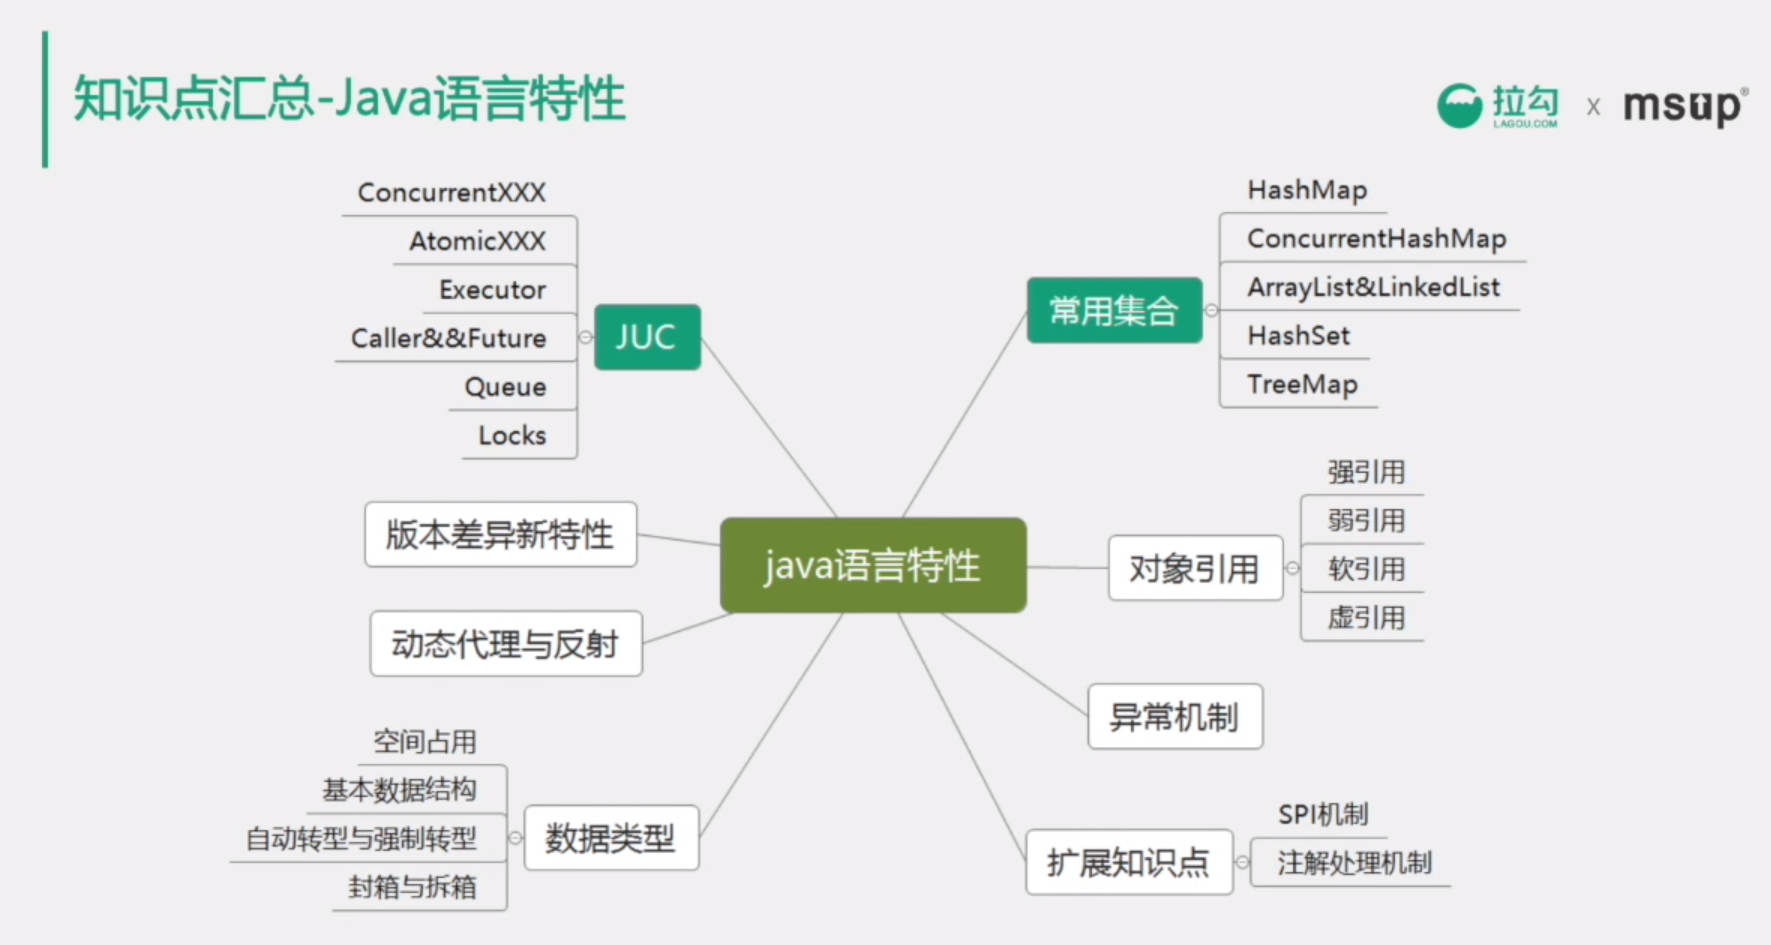 知识点汇总-Java语言特性
拉勾
LAGOU.COM
x
msup®
ConcurrentXXX
AtomicXXX
Executor
Caller&&Future
Queue
Locks
JUC
常用集合
HashMap
ConcurrentHashMap
ArrayList&LinkedList
HashSet
TreeMap
版本差异新特性
java语言特性
对象引用
强引用
弱引用
软引用
虚引用
动态代理与反射
异常机制
空间占用
基本数据结构
自动转型与强制转型
封箱与拆箱
数据类型
扩展知识点
SPI机制
注解处理机制